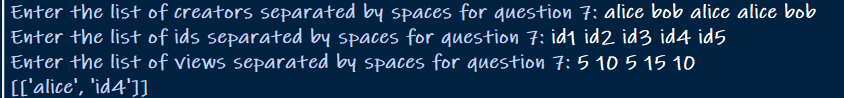 Enter the list of creators separated by spaces for question 7: alice bob alice alice bob
Enter the list of ids separated by spaces for question 7: id1 id2 id3 id4 id5
Enter the list of views separated by spaces for question 7: 5 10 5 15 10
[['alice', 'id4']]